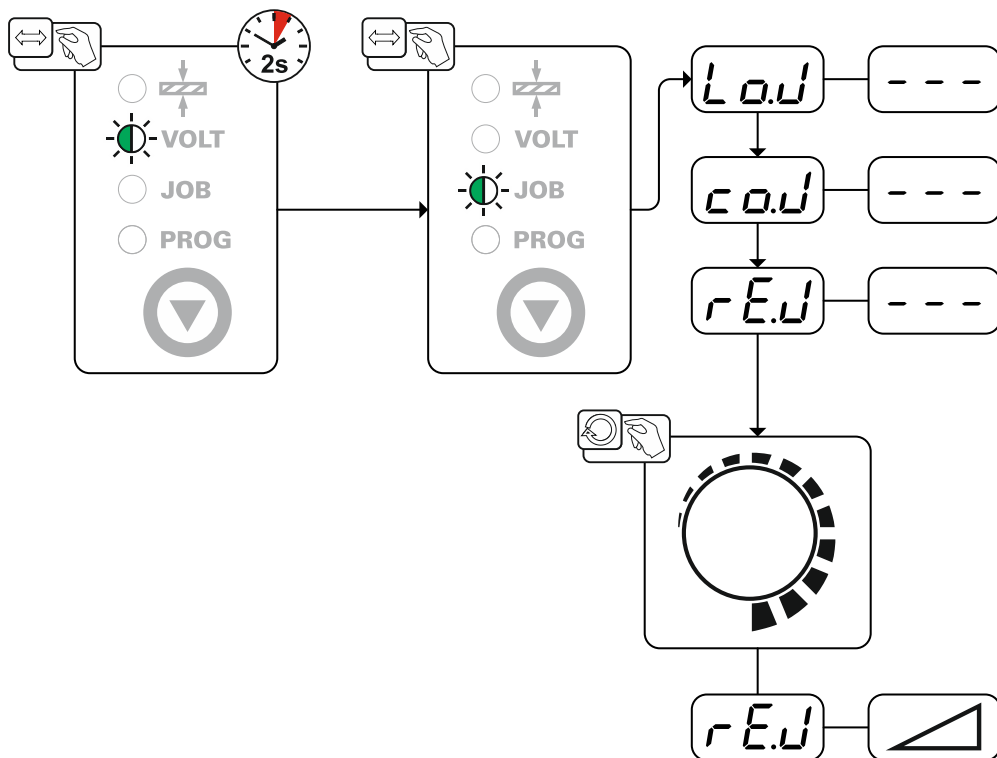 2s
VOLT
JOB
PROG
VOLT
JOB
PROG
Lo.J
- - -
co.J
- - -
rE.J
- - -
rE.J